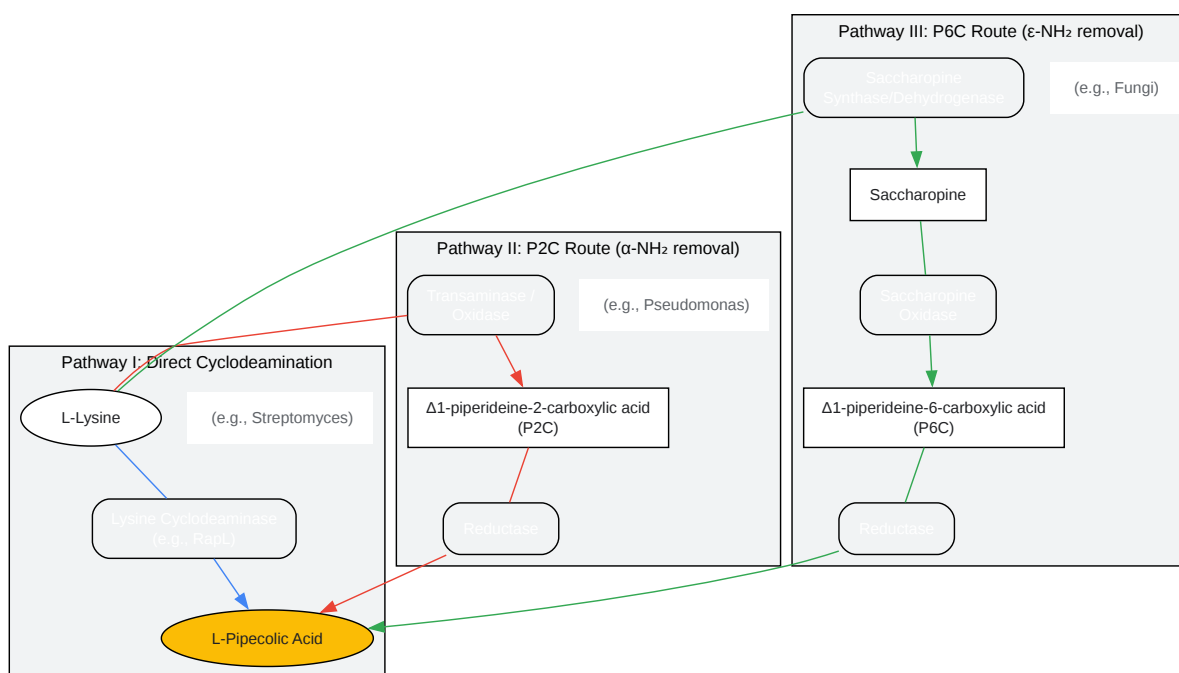 Pathway III: P6C Route (ε-NH₂ removal)
Saccharopine
Synthase/Dehydrogenase
(e.g., Fungi)
Saccharopine
Pathway II: P2C Route (α-NH₂ removal)
Transaminase /
Oxidase
(e.g., Pseudomonas)
Saccharopine
Oxidase
Pathway I: Direct Cyclodeamination
L-Lysine
(e.g., Streptomyces)
Δ1-piperideine-2-carboxylic acid
(P2C)
Δ1-piperideine-6-carboxylic acid
(P6C)
Lysine Cyclodeaminase
(e.g., RapL)
Reductase
Reductase
L-Pipecolic Acid